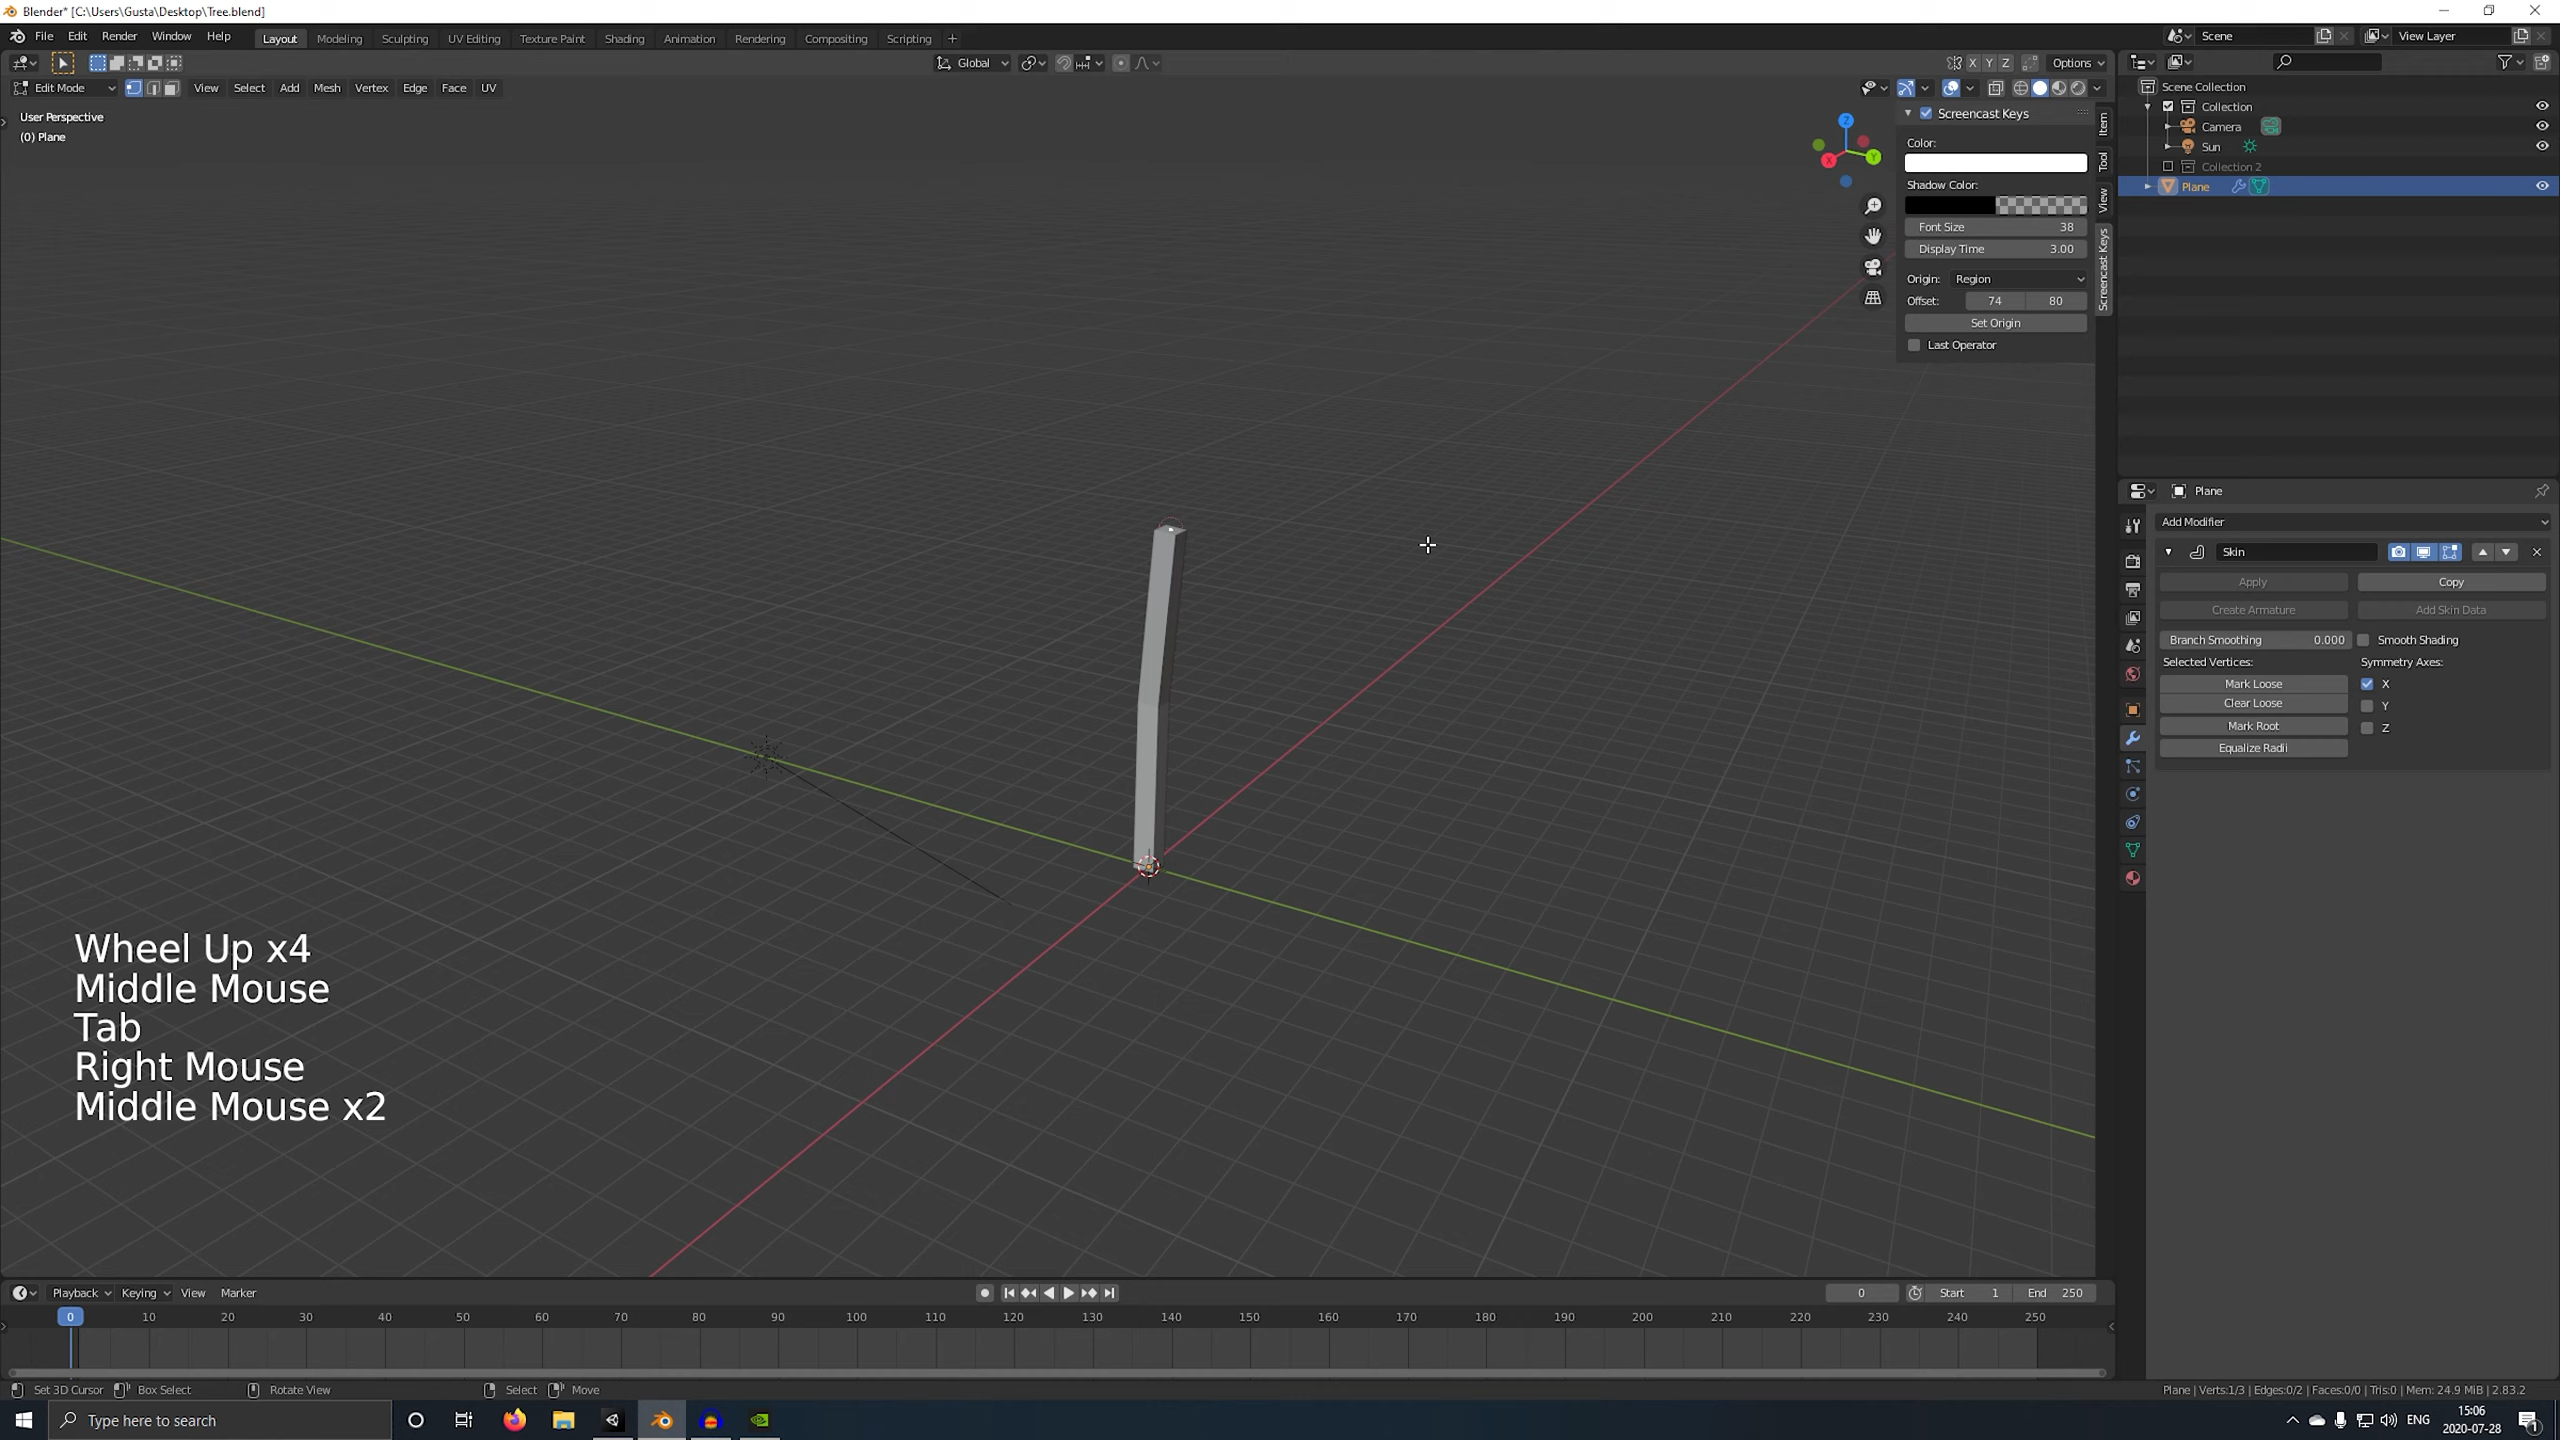 Blender* [C:\Users\Gusta\Desktop\Tree.blend]
File Edit Render Window Help Layout Modeling Sculpting UV Editing Texture Paint Shading Animation Rendering Compositing Scripting +
Scene View Layer
Global X Y Z Options
Edit Mode View Select Add Mesh Vertex Edge Face UV
User Perspective
(0) Plane
Z
Y
X
Screencast Keys
Color:
Shadow Color:
Font Size 38
Display Time 3.00
Origin: Region
Offset: 74 80
Set Origin
Last Operator
Item
Tool
View
Screencast Keys
Scene Collection
Collection
Camera
Sun
Collection 2
Plane
Plane
Add Modifier
Skin
Apply Copy
Create Armature Add Skin Data
Branch Smoothing 0.000 Smooth Shading
Selected Vertices: Symmetry Axes:
Mark Loose X
Clear Loose Y
Mark Root Z
Equalize Radii
Wheel Up x4
Middle Mouse
Tab
Right Mouse
Middle Mouse x2
Playback Keying View Marker 0 Start 1 End 250
0 10 20 30 40 50 60 70 80 90 100 110 120 130 140 150 160 170 180 190 200 210 220 230 240 250
Set 3D Cursor Box Select Rotate View Select Move
Plane | Verts:1/3 | Edges:0/2 | Faces:0/0 | Tris:0 | Mem: 24.9 MiB | 2.83.2
Type here to search
ENG
15:06
2020-07-28
1